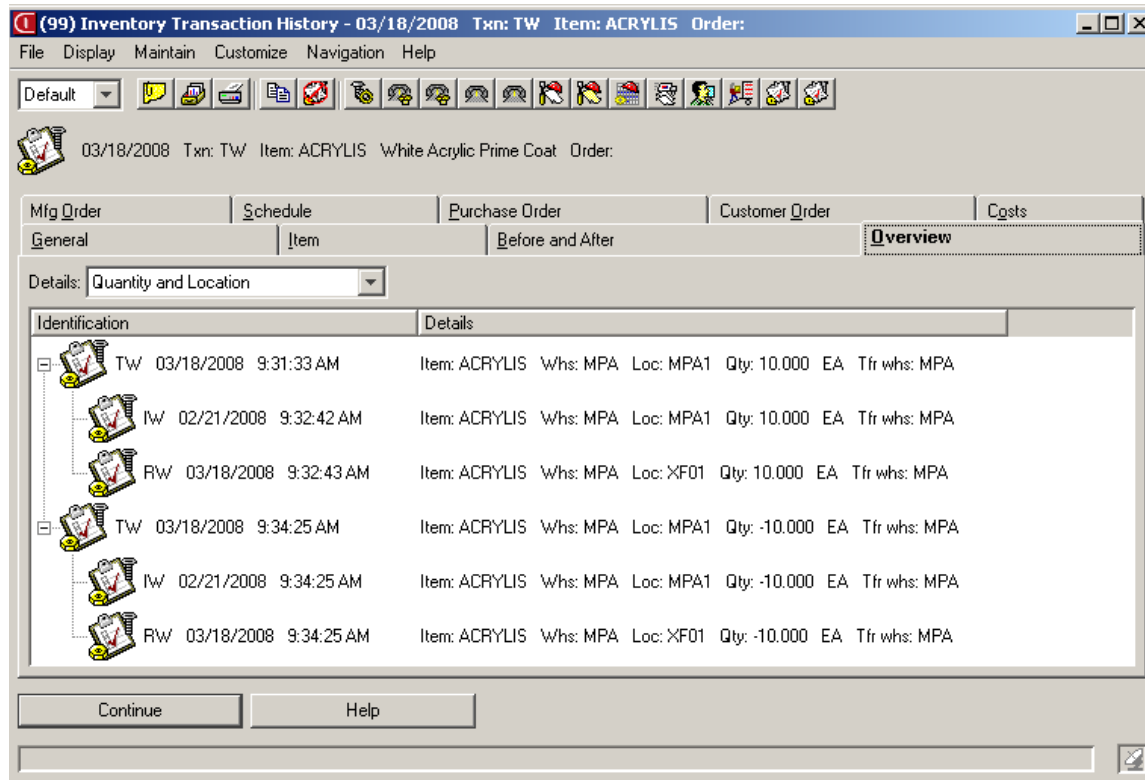 (99) Inventory Transaction History - 03/18/2008 Txn: TW Item: ACRYLIS Order:
File Display Maintain Customize Navigation Help
Default
03/18/2008 Txn: TW Item: ACRYLIS White Acrylic Prime Coat Order:
Mfg Order Schedule Purchase Order Customer Order Costs
General Item Before and After Overview
Details: Quantity and Location
Identification Details
TW 03/18/2008 9:31:33 AM Item: ACRYLIS Whs: MPA Loc: MPA1 Qty: 10.000 EA Tfr whs: MPA
IW 02/21/2008 9:32:42 AM Item: ACRYLIS Whs: MPA Loc: MPA1 Qty: 10.000 EA Tfr whs: MPA
RW 03/18/2008 9:32:43 AM Item: ACRYLIS Whs: MPA Loc: XF01 Qty: 10.000 EA Tfr whs: MPA
TW 03/18/2008 9:34:25 AM Item: ACRYLIS Whs: MPA Loc: MPA1 Qty: -10.000 EA Tfr whs: MPA
IW 02/21/2008 9:34:25 AM Item: ACRYLIS Whs: MPA Loc: MPA1 Qty: -10.000 EA Tfr whs: MPA
RW 03/18/2008 9:34:25 AM Item: ACRYLIS Whs: MPA Loc: XF01 Qty: -10.000 EA Tfr whs: MPA
Continue Help